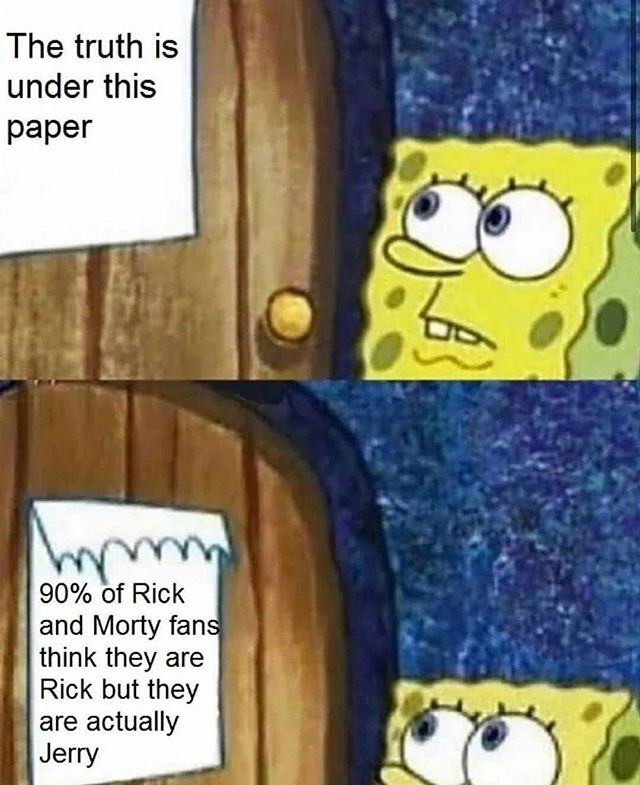 The truth is
under this
paper
90% of Rick
and Morty fans
think they are
Rick but they
are actually
Jerry